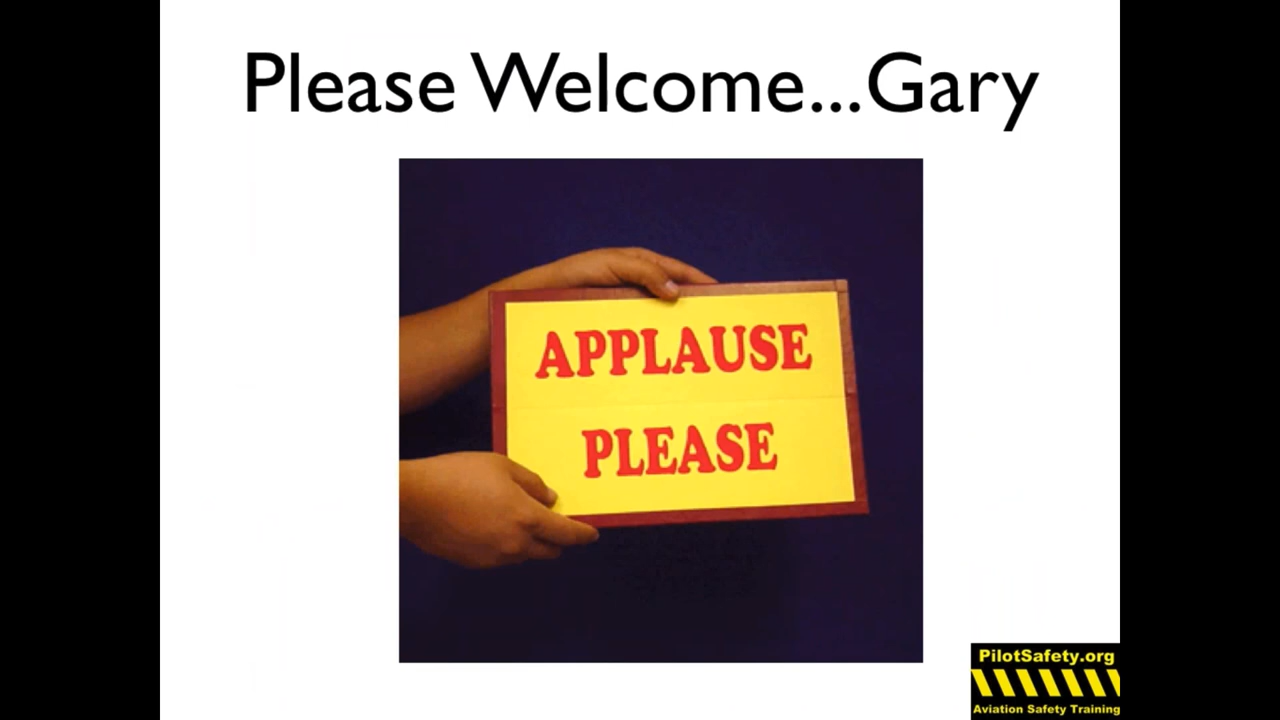 Please Welcome...Gary
APPLAUSE
PLEASE
PilotSafety.org
Aviation Safety Training